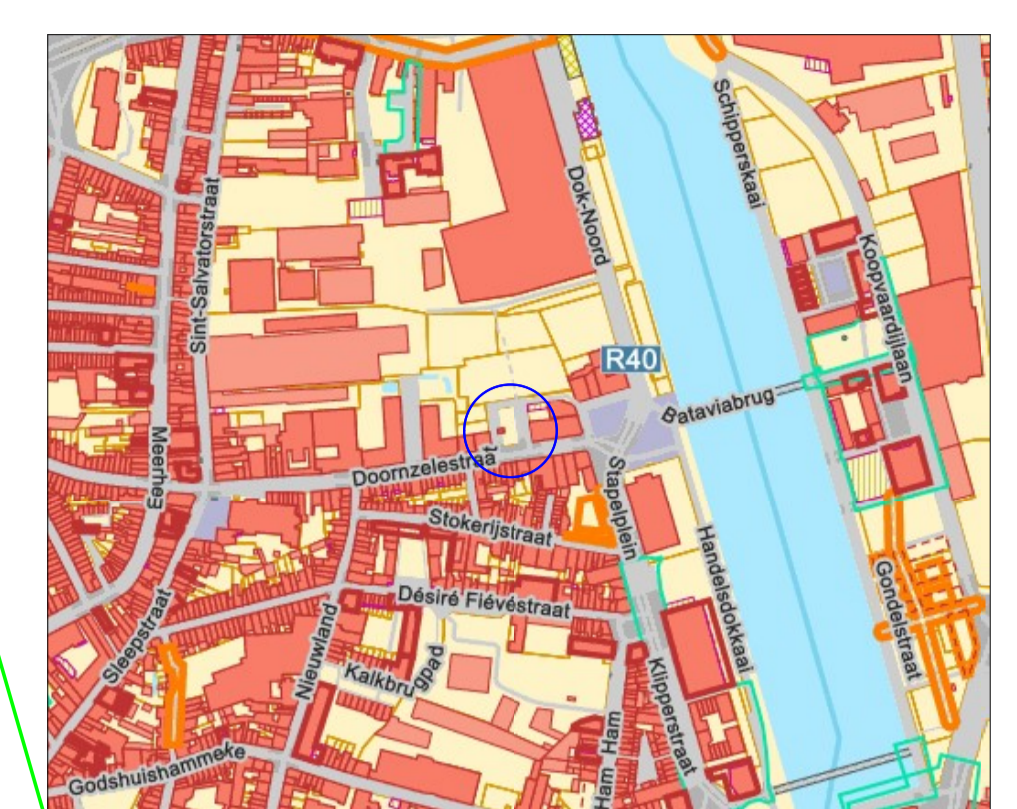 Schipperskaai
Sint-Salvatorstraat
Dok-Noord
Koopvaardijlaan
R40
Bataviabrug
Meerhem
Doornzelestraat
Stapelplein
Stokerijstraat
Handelsdokkaai
Gondelstraat
Désiré Fiévéstraat
Sleepstraat
Nieuwland
Kalkbrugpad
Klipperstraat
Ham
Ham
Godshuishammeke